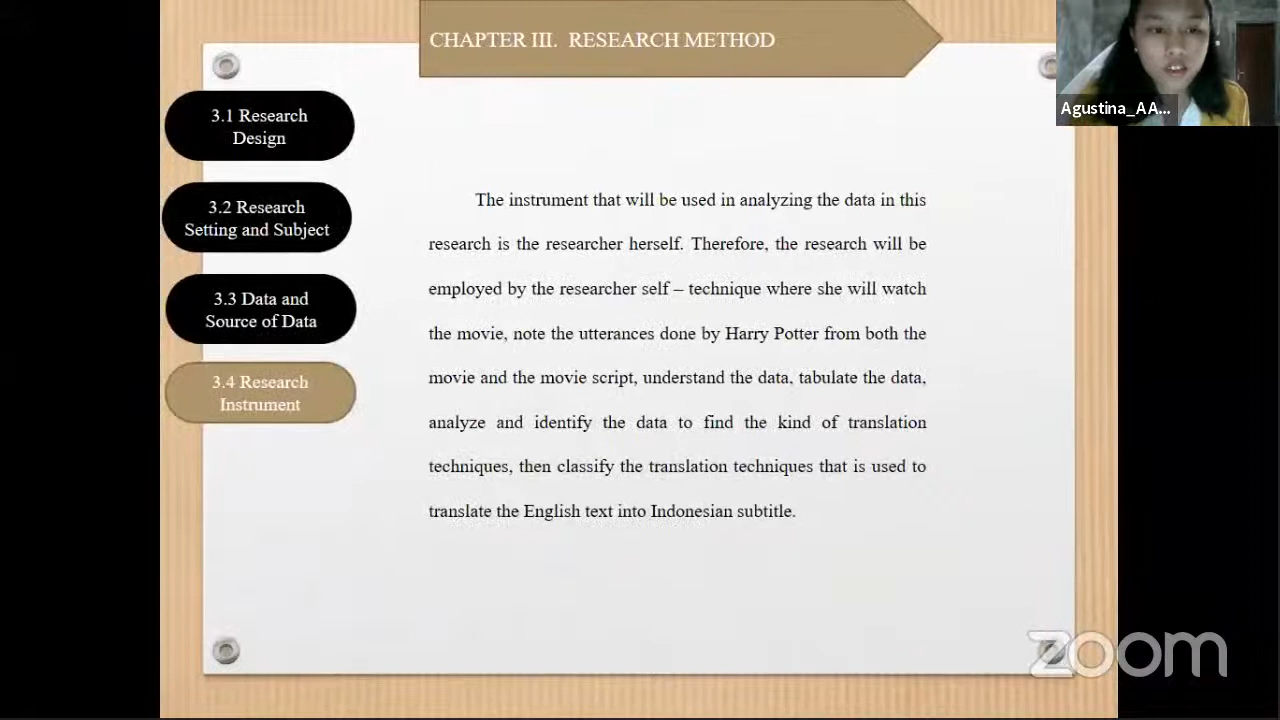 CHAPTER III. RESEARCH METHOD
Agustina_AA...
3.1 Research
Design
3.2 Research
Setting and Subject
3.3 Data and
Source of Data
3.4 Research
Instrument
The instrument that will be used in analyzing the data in this
research is the researcher herself. Therefore, the research will be
employed by the researcher self – technique where she will watch
the movie, note the utterances done by Harry Potter from both the
movie and the movie script, understand the data, tabulate the data,
analyze and identify the data to find the kind of translation
techniques, then classify the translation techniques that is used to
translate the English text into Indonesian subtitle.
zoom